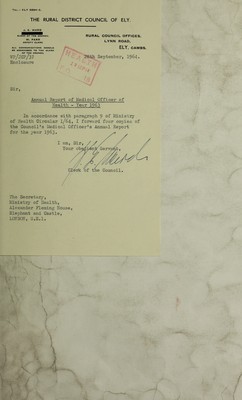 THE RURAL DISTRICT COUNCIL OF ELY.
RURAL COUNCIL OFFICES,
LYNN ROAD,
ELY, CAMBS.
HEALTH
September, 1964.
Enclosure
Sir,
Annual Report of Medical Officer of
Health - Year 1963
In accordance with paragraph 6 of Ministry
of Health Circular 1/64, I forward four copies of
the Council's Medical Officer's Annual Report
for the year 1963.
I am, Sir,
Your obedient Servant,
Clerk of the Council.
The Secretary,
Ministry of Health,
Alexander Fleming House,
Elephant and Castle,
LONDON, S.E.1.